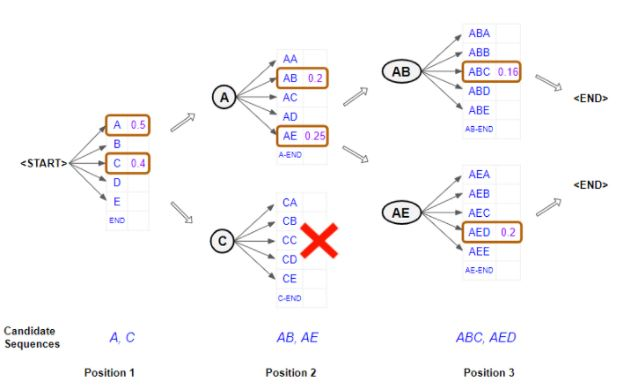 <START>
A 0.5
B
C 0.4
D
E
END
A
AA
AB 0.2
AC
AD
AE 0.25
A-END
C
CA
CB
CC
CD
CE
C-END
AB
ABA
ABB
ABC 0.16
ABD
ABE
AB-END
<END>
AE
AEA
AEB
AEC
AED 0.2
AEE
AE-END
<END>
Candidate
Sequences
A, C
AB, AE
ABC, AED
Position 1
Position 2
Position 3